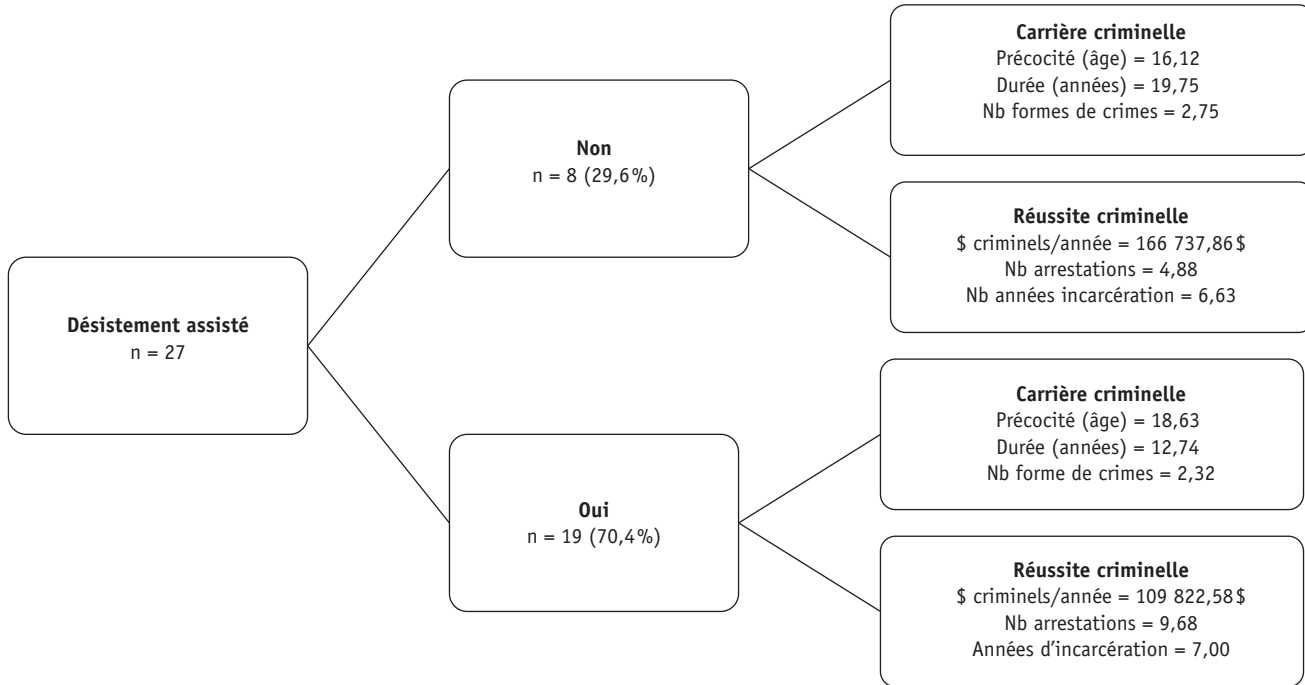 Désistement assisté
n = 27
Non
n = 8 (29,6%)
Carrière criminelle
Précocité (âge) = 16,12
Durée (années) = 19,75
Nb formes de crimes = 2,75
Réussite criminelle
$ criminels/année = 166 737,86$
Nb arrestations = 4,88
Nb années incarcération = 6,63
Oui
n = 19 (70,4%)
Carrière criminelle
Précocité (âge) = 18,63
Durée (années) = 12,74
Nb forme de crimes = 2,32
Réussite criminelle
$ criminels/année = 109 822,58$
Nb arrestations = 9,68
Années d'incarcération = 7,00